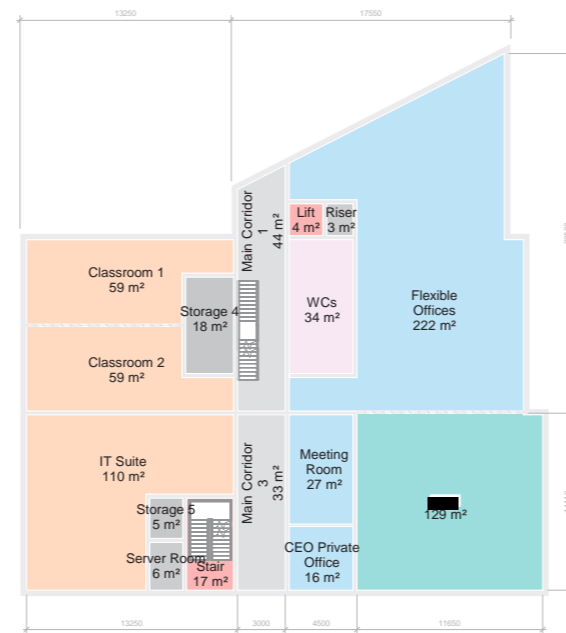 13250
17550
Lift
4 m²
Riser
3 m²
Main Corridor
1
44 m²
Classroom 1
59 m²
Storage 4
18 m²
WCs
34 m²
Flexible
Offices
222 m²
Classroom 2
59 m²
IT Suite
110 m²
Main Corridor
3
33 m²
Meeting
Room
27 m²
Storage 5
5 m²
129 m²
Server Room
6 m²
Stair
17 m²
CEO Private
Office
16 m²
13250
3000
4500
11650